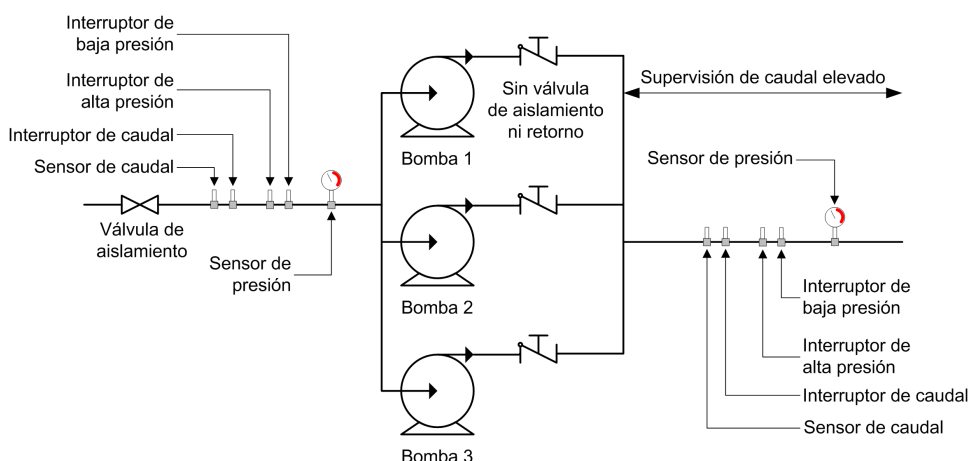 Interruptor de
baja presión
Interruptor de
alta presión
Interruptor de caudal
Sensor de caudal
Válvula de
aislamiento
Sensor de
presión
Bomba 1
Sin válvula
de aislamiento
ni retorno
Bomba 2
Bomba 3
Supervisión de caudal elevado
Sensor de presión
Interruptor de
baja presión
Interruptor de
alta presión
Interruptor de caudal
Sensor de caudal